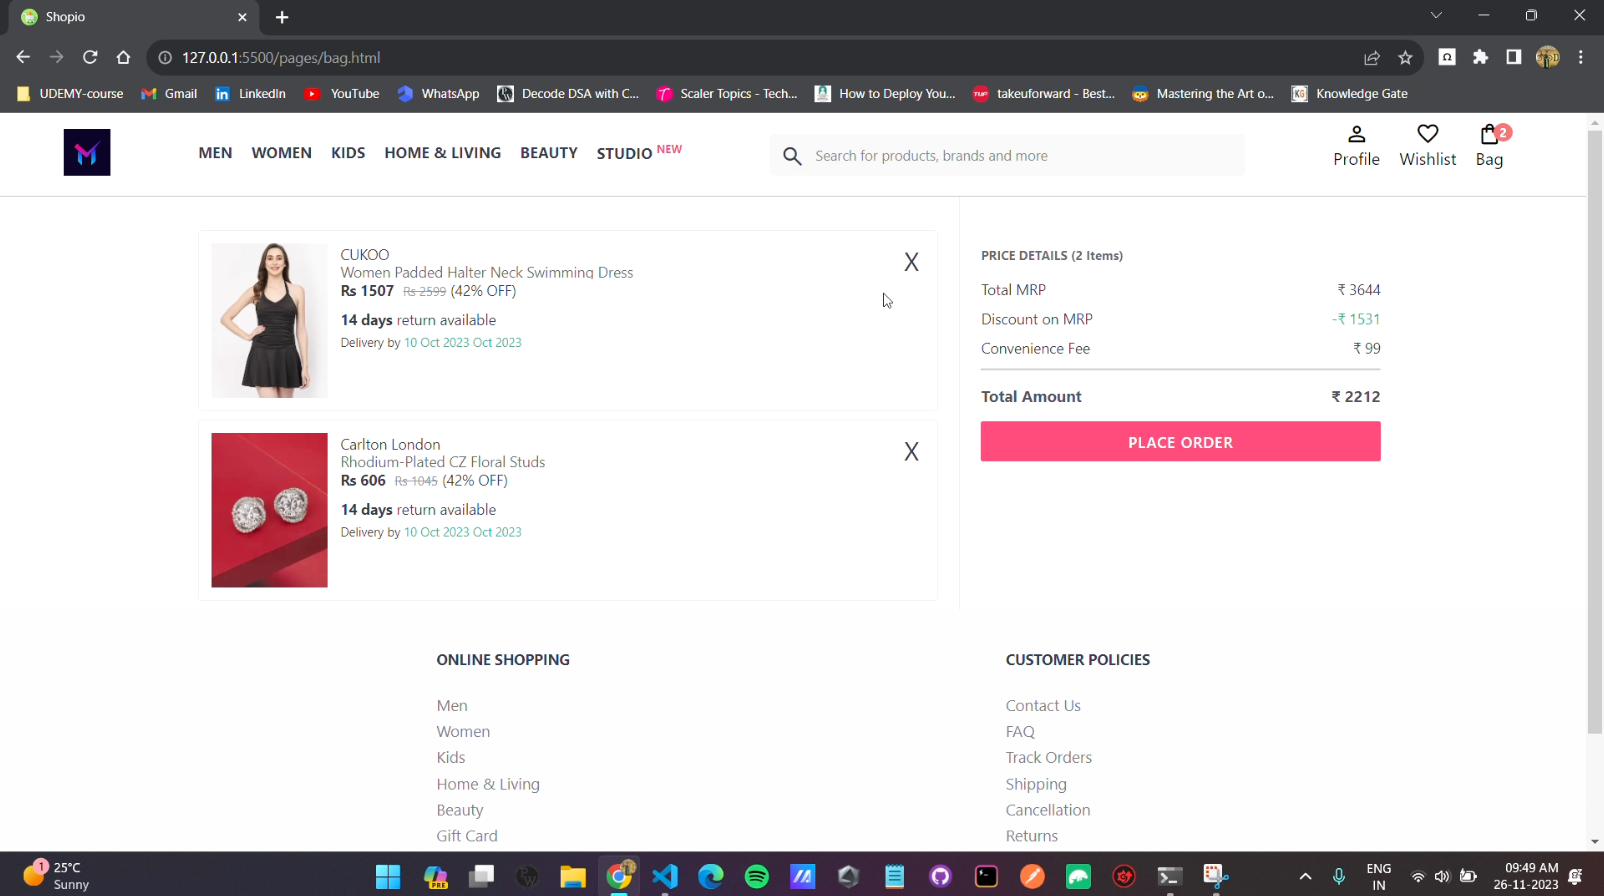 Shopio
127.0.0.1:5500/pages/bag.html
UDEMY-course Gmail LinkedIn YouTube WhatsApp Decode DSA with C... Scaler Topics - Tech... How to Deploy You... takeuforward - Best... Mastering the Art o... Knowledge Gate
MEN WOMEN KIDS HOME & LIVING BEAUTY STUDIO NEW
Search for products, brands and more
Profile Wishlist Bag 2
CUKOO X
Women Padded Halter Neck Swimming Dress
Rs 1507 Rs 2599 (42% OFF)
14 days return available
Delivery by 10 Oct 2023 Oct 2023
Carlton London X
Rhodium-Plated CZ Floral Studs
Rs 606 Rs 1045 (42% OFF)
14 days return available
Delivery by 10 Oct 2023 Oct 2023
PRICE DETAILS (2 Items)
Total MRP ₹ 3644
Discount on MRP -₹ 1531
Convenience Fee ₹ 99
Total Amount ₹ 2212
PLACE ORDER
ONLINE SHOPPING
Men
Women
Kids
Home & Living
Beauty
Gift Card
CUSTOMER POLICIES
Contact Us
FAQ
Track Orders
Shipping
Cancellation
Returns
1
25°C
Sunny
PRE
ENG
IN
09:49 AM
26-11-2023